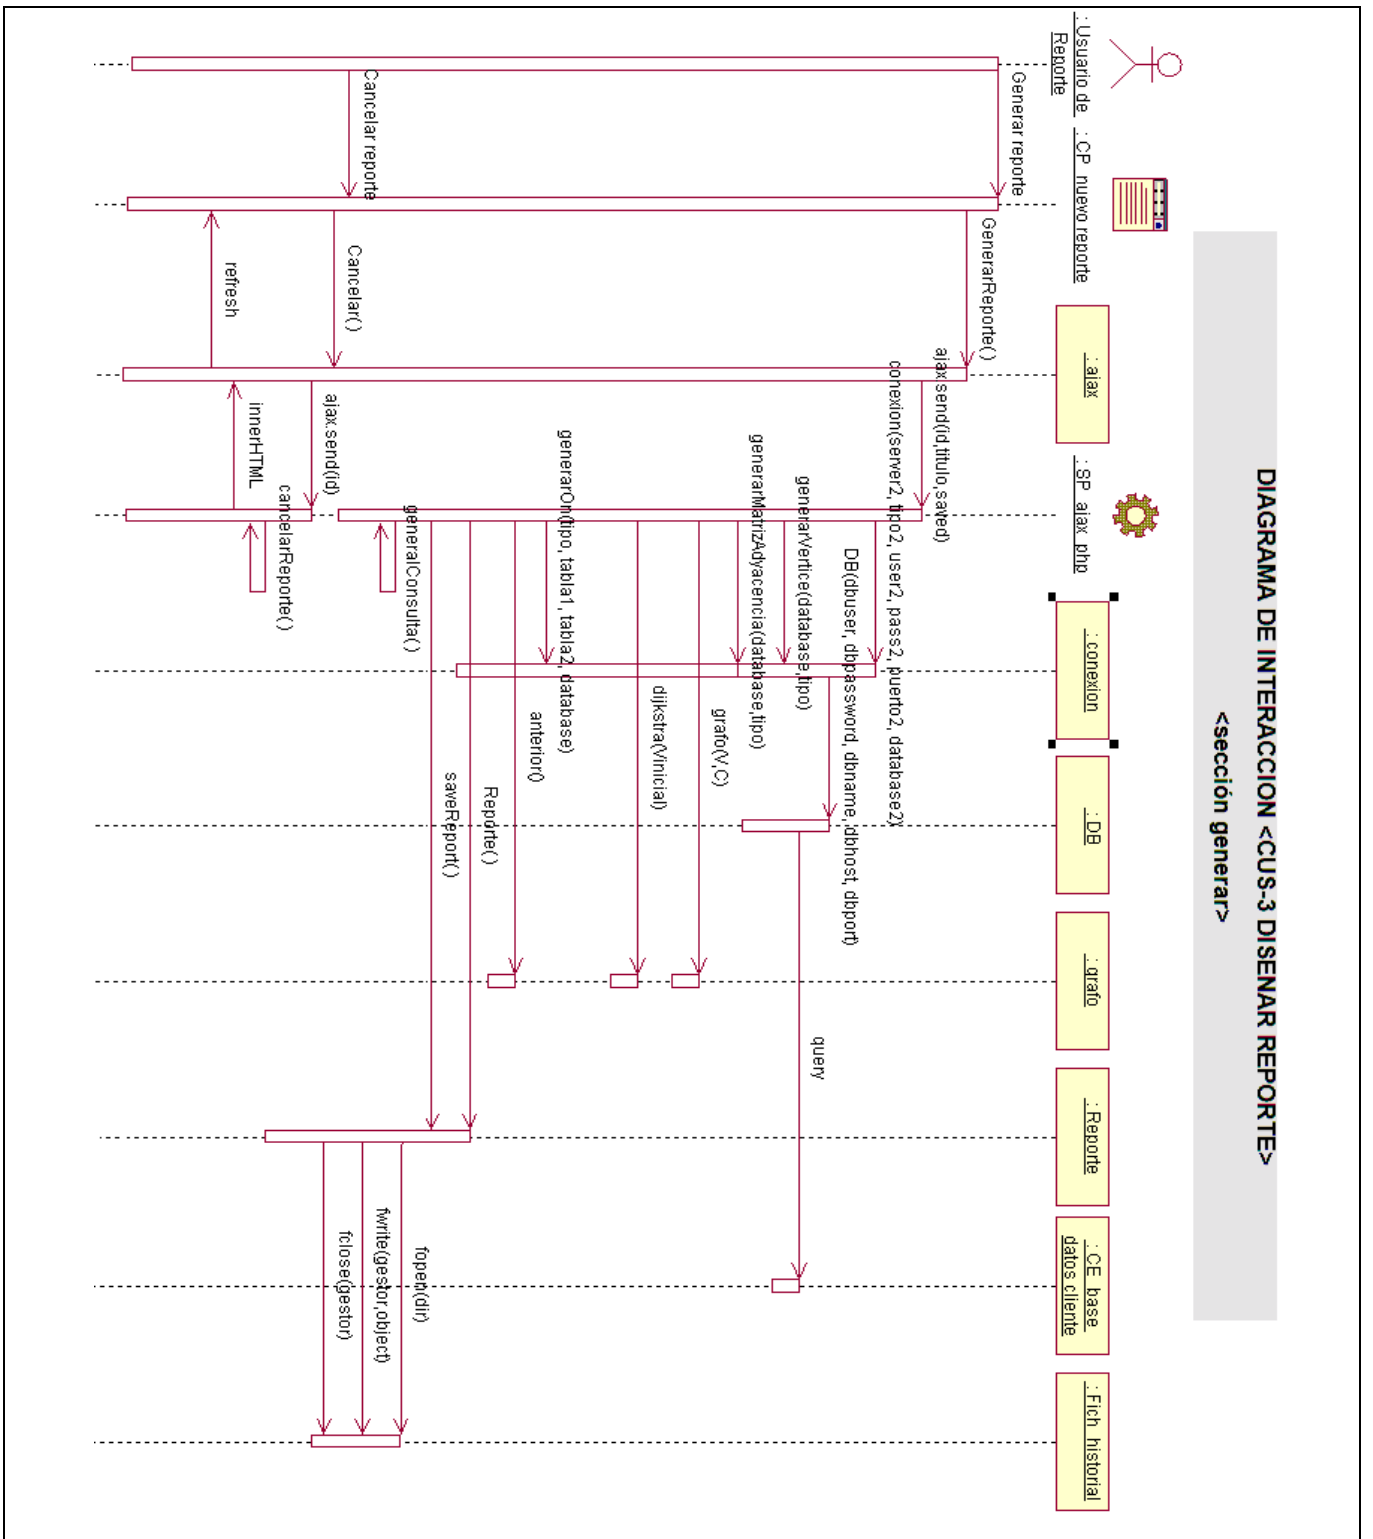 DIAGRAMA DE INTERACCION <CUS-3 DISENAR REPORTE>
<sección generar>
: Usuario de
Reporte
: CP_nuevo reporte
: ajax
: SP_ajax_php
: conexion
: DB
: grafo
: Reporte
: CE_base
datos cliente
: Fich_historial
Generar reporte
GenerarReporte( )
ajax.send(id,titulo,saved)
conexion(server2, tipo2, user2, pass2, puerto2, database2)
DB(dbuser, dbpassword, dbname, dbhost, dbport)
query
generarVertice(database,tipo)
generarMatrizAdyacencia(database,tipo)
grafo(V,C)
dijkstra(Vinicial)
generarOn(tipo, tabla1, tabla2, database)
anterior()
Reporte( )
saveReport( )
fopen(dir)
generalConsulta( )
fwrite(gestor,object)
Cancelar reporte
Cancelar( )
fclose(gestor)
ajax.send(id)
cancelarReporte( )
innerHTML
refresh